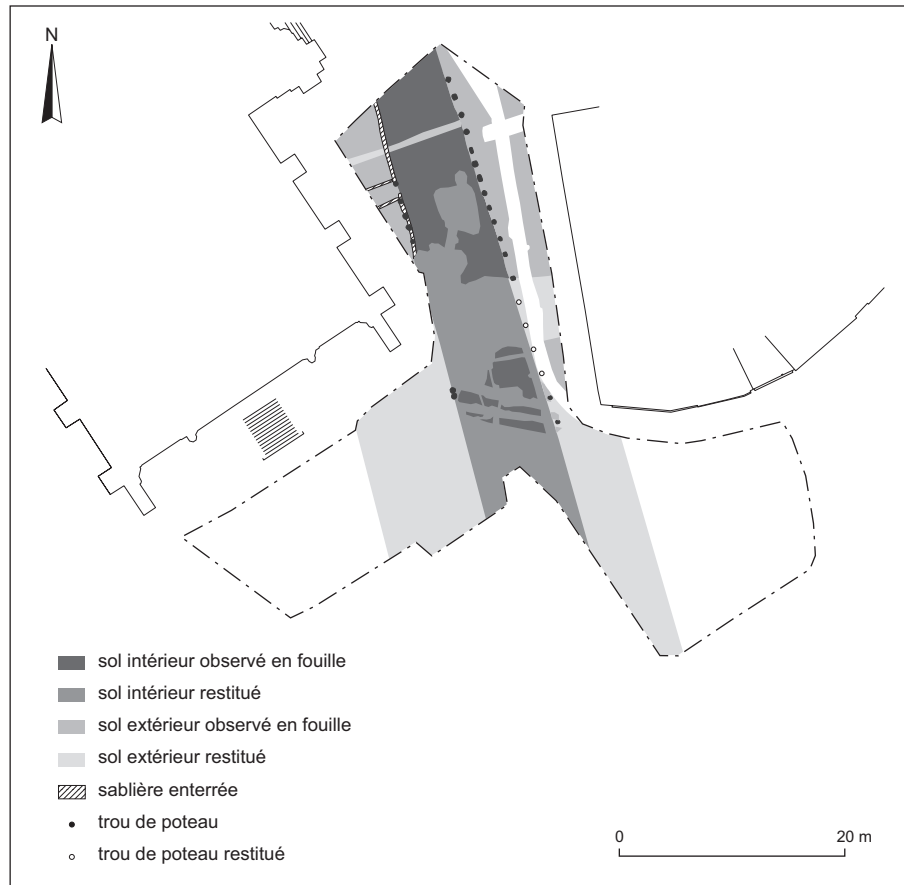 N
sol intérieur observé en fouille
sol intérieur restitué
sol extérieur observé en fouille
sol extérieur restitué
sablière enterrée
trou de poteau
trou de poteau restitué
0 20 m